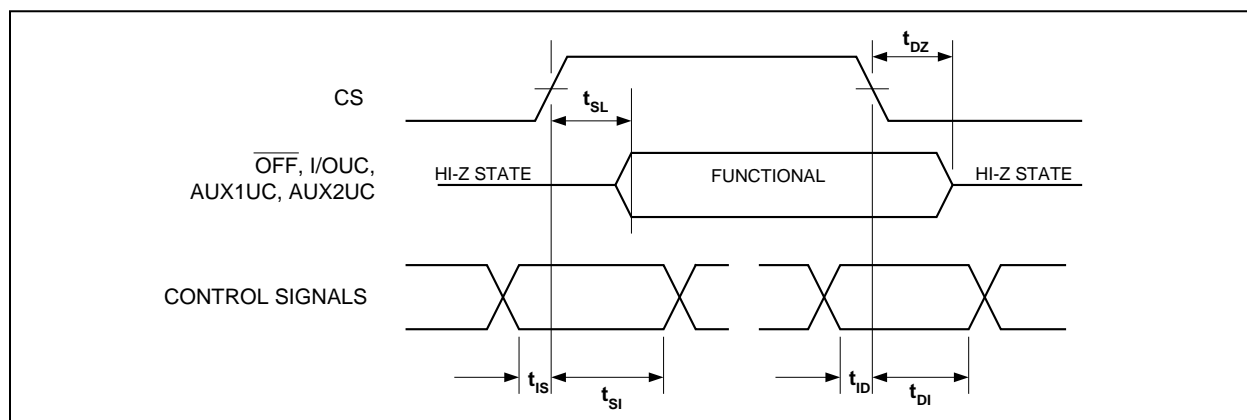 tDZ
CS
tSL
OFF, I/OUC,
AUX1UC, AUX2UC
HI-Z STATE
FUNCTIONAL
HI-Z STATE
CONTROL SIGNALS
tIS
tSI
tID
tDI